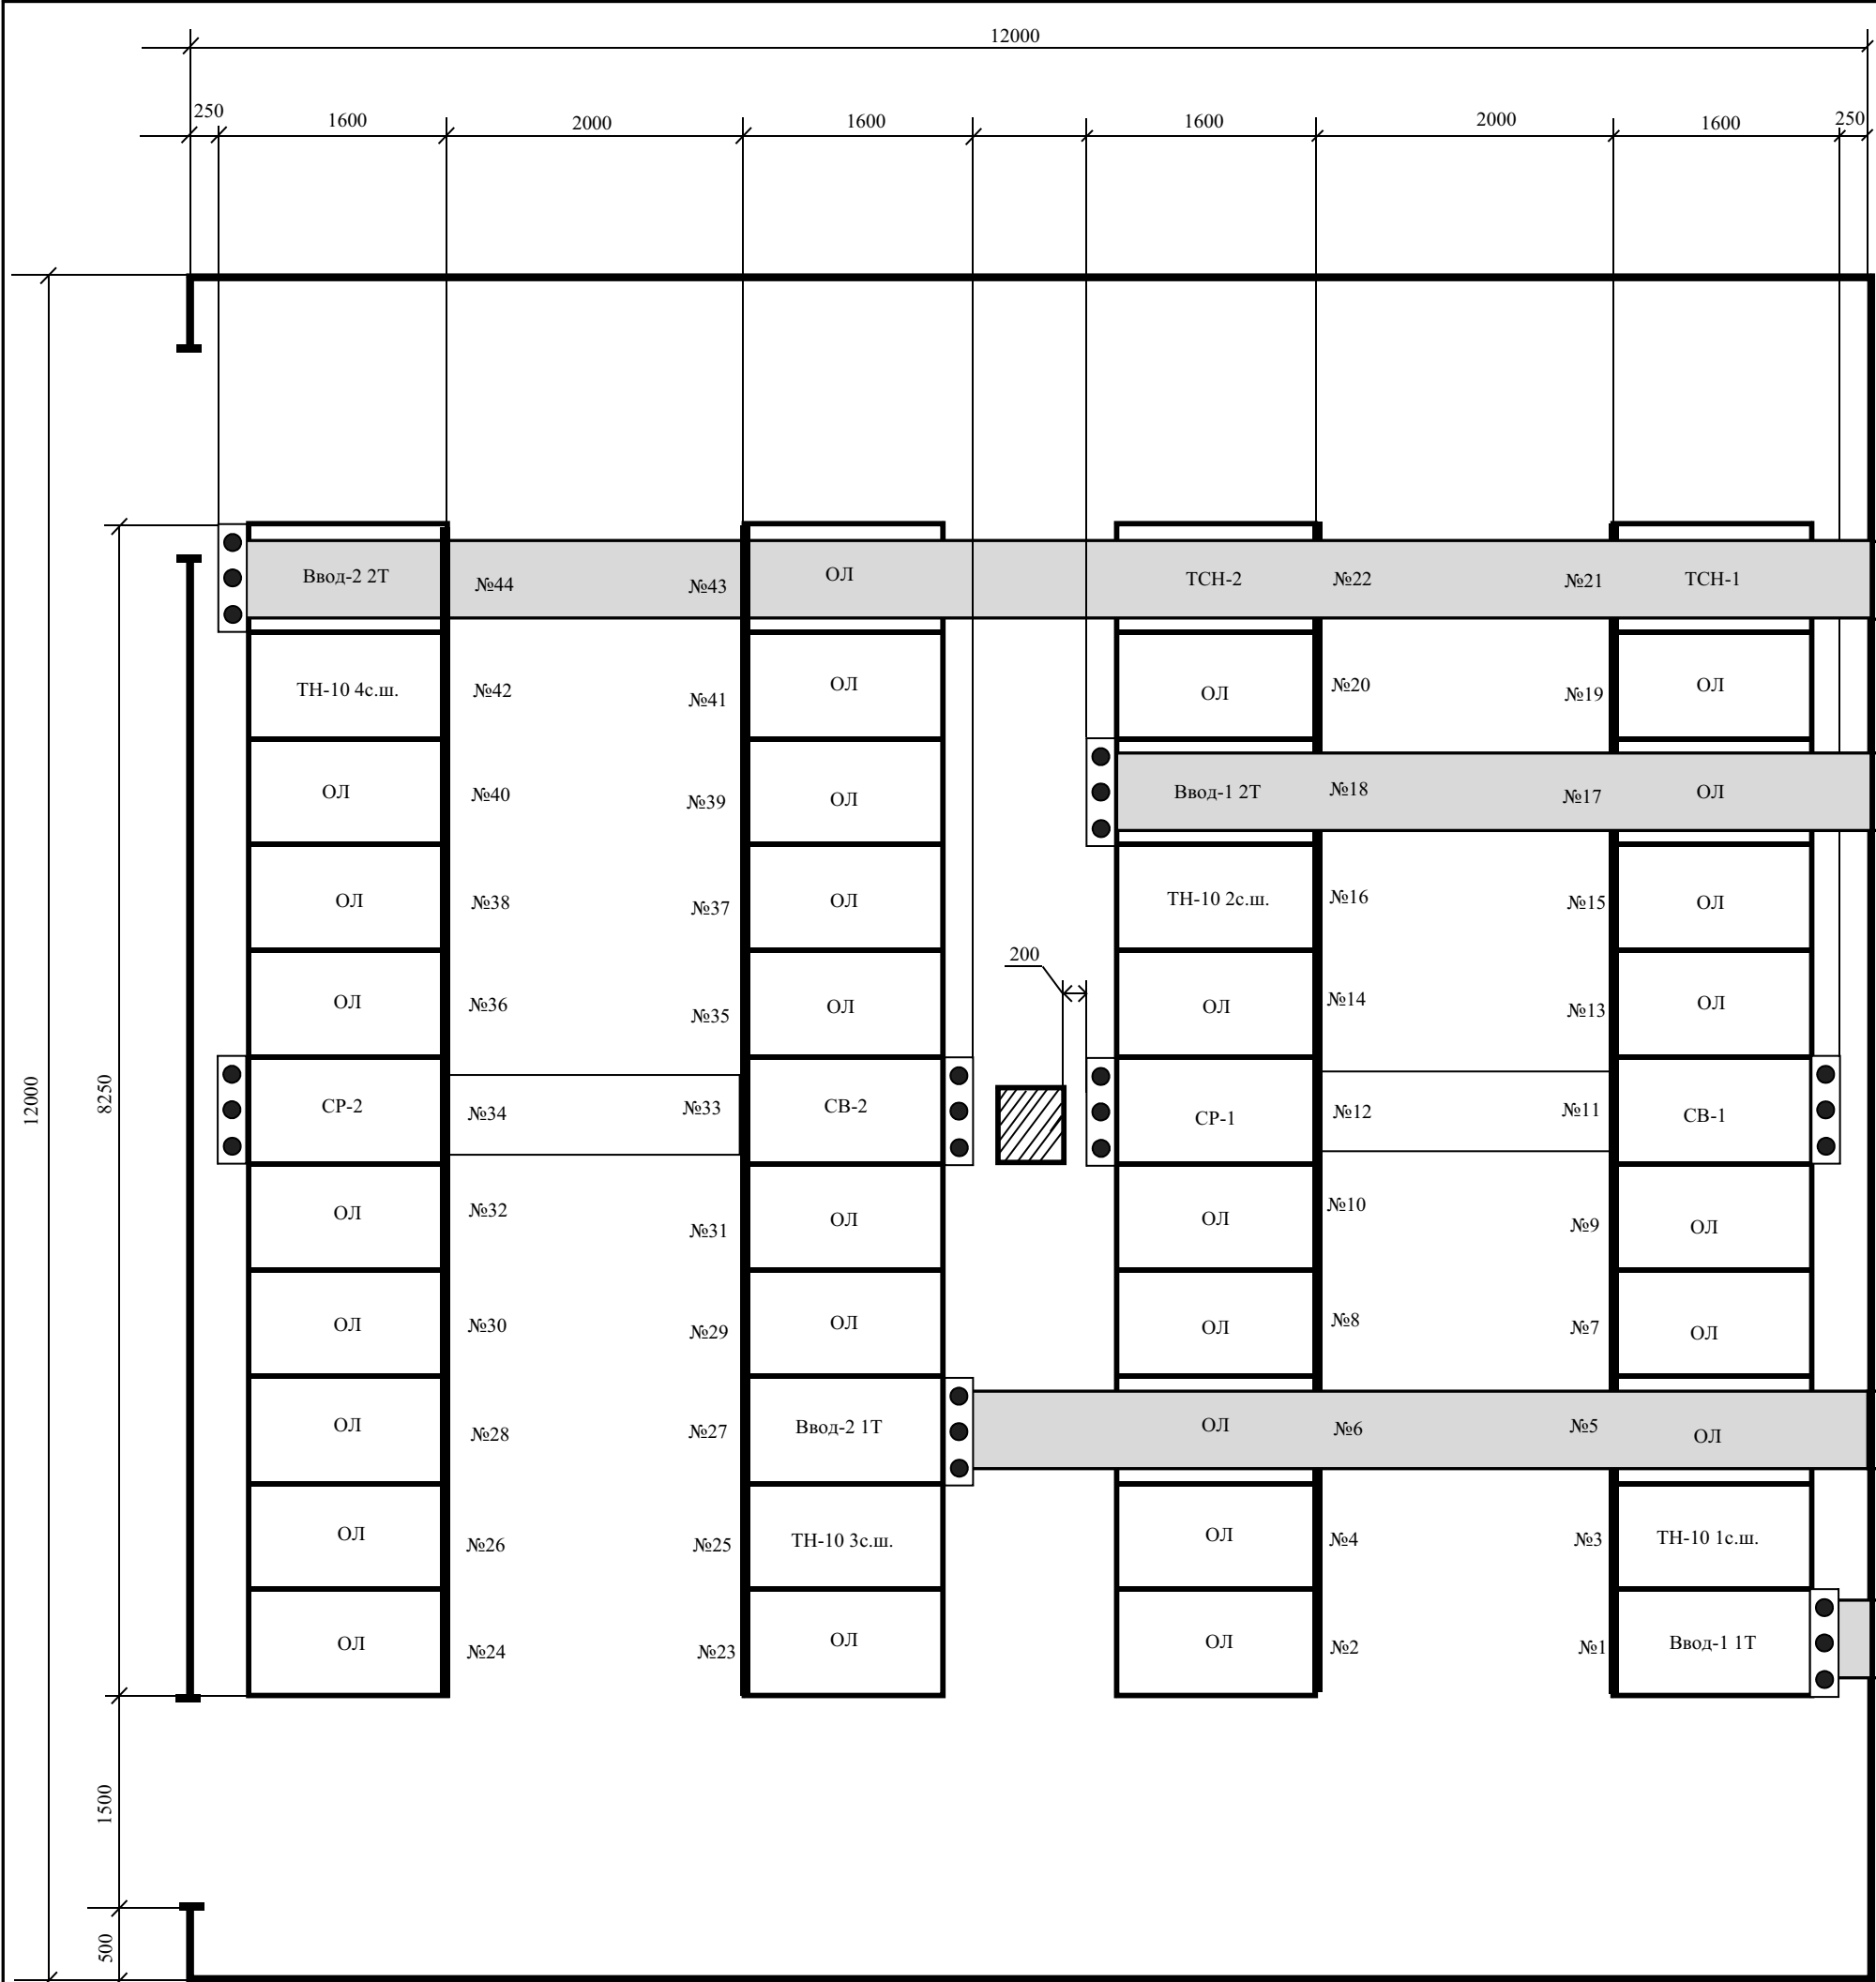 12000
250
1600
2000
1600
1600
2000
1600
250
Ввод-2 2Т
№44
№43
ОЛ
ТСН-2
№22
№21
ТСН-1
ТН-10 4с.ш.
№42
№41
ОЛ
ОЛ
№20
№19
ОЛ
ОЛ
№40
№39
ОЛ
Ввод-1 2Т
№18
№17
ОЛ
ОЛ
№38
№37
ОЛ
ТН-10 2с.ш.
№16
№15
ОЛ
200
ОЛ
№36
№35
ОЛ
ОЛ
№14
№13
ОЛ
12000
8250
СР-2
№34
№33
СВ-2
СР-1
№12
№11
СВ-1
ОЛ
№32
№31
ОЛ
ОЛ
№10
№9
ОЛ
ОЛ
№30
№29
ОЛ
ОЛ
№8
№7
ОЛ
ОЛ
№28
№27
Ввод-2 1Т
ОЛ
№6
№5
ОЛ
ОЛ
№26
№25
ТН-10 3с.ш.
ОЛ
№4
№3
ТН-10 1с.ш.
ОЛ
№24
№23
ОЛ
ОЛ
№2
№1
Ввод-1 1Т
1500
500